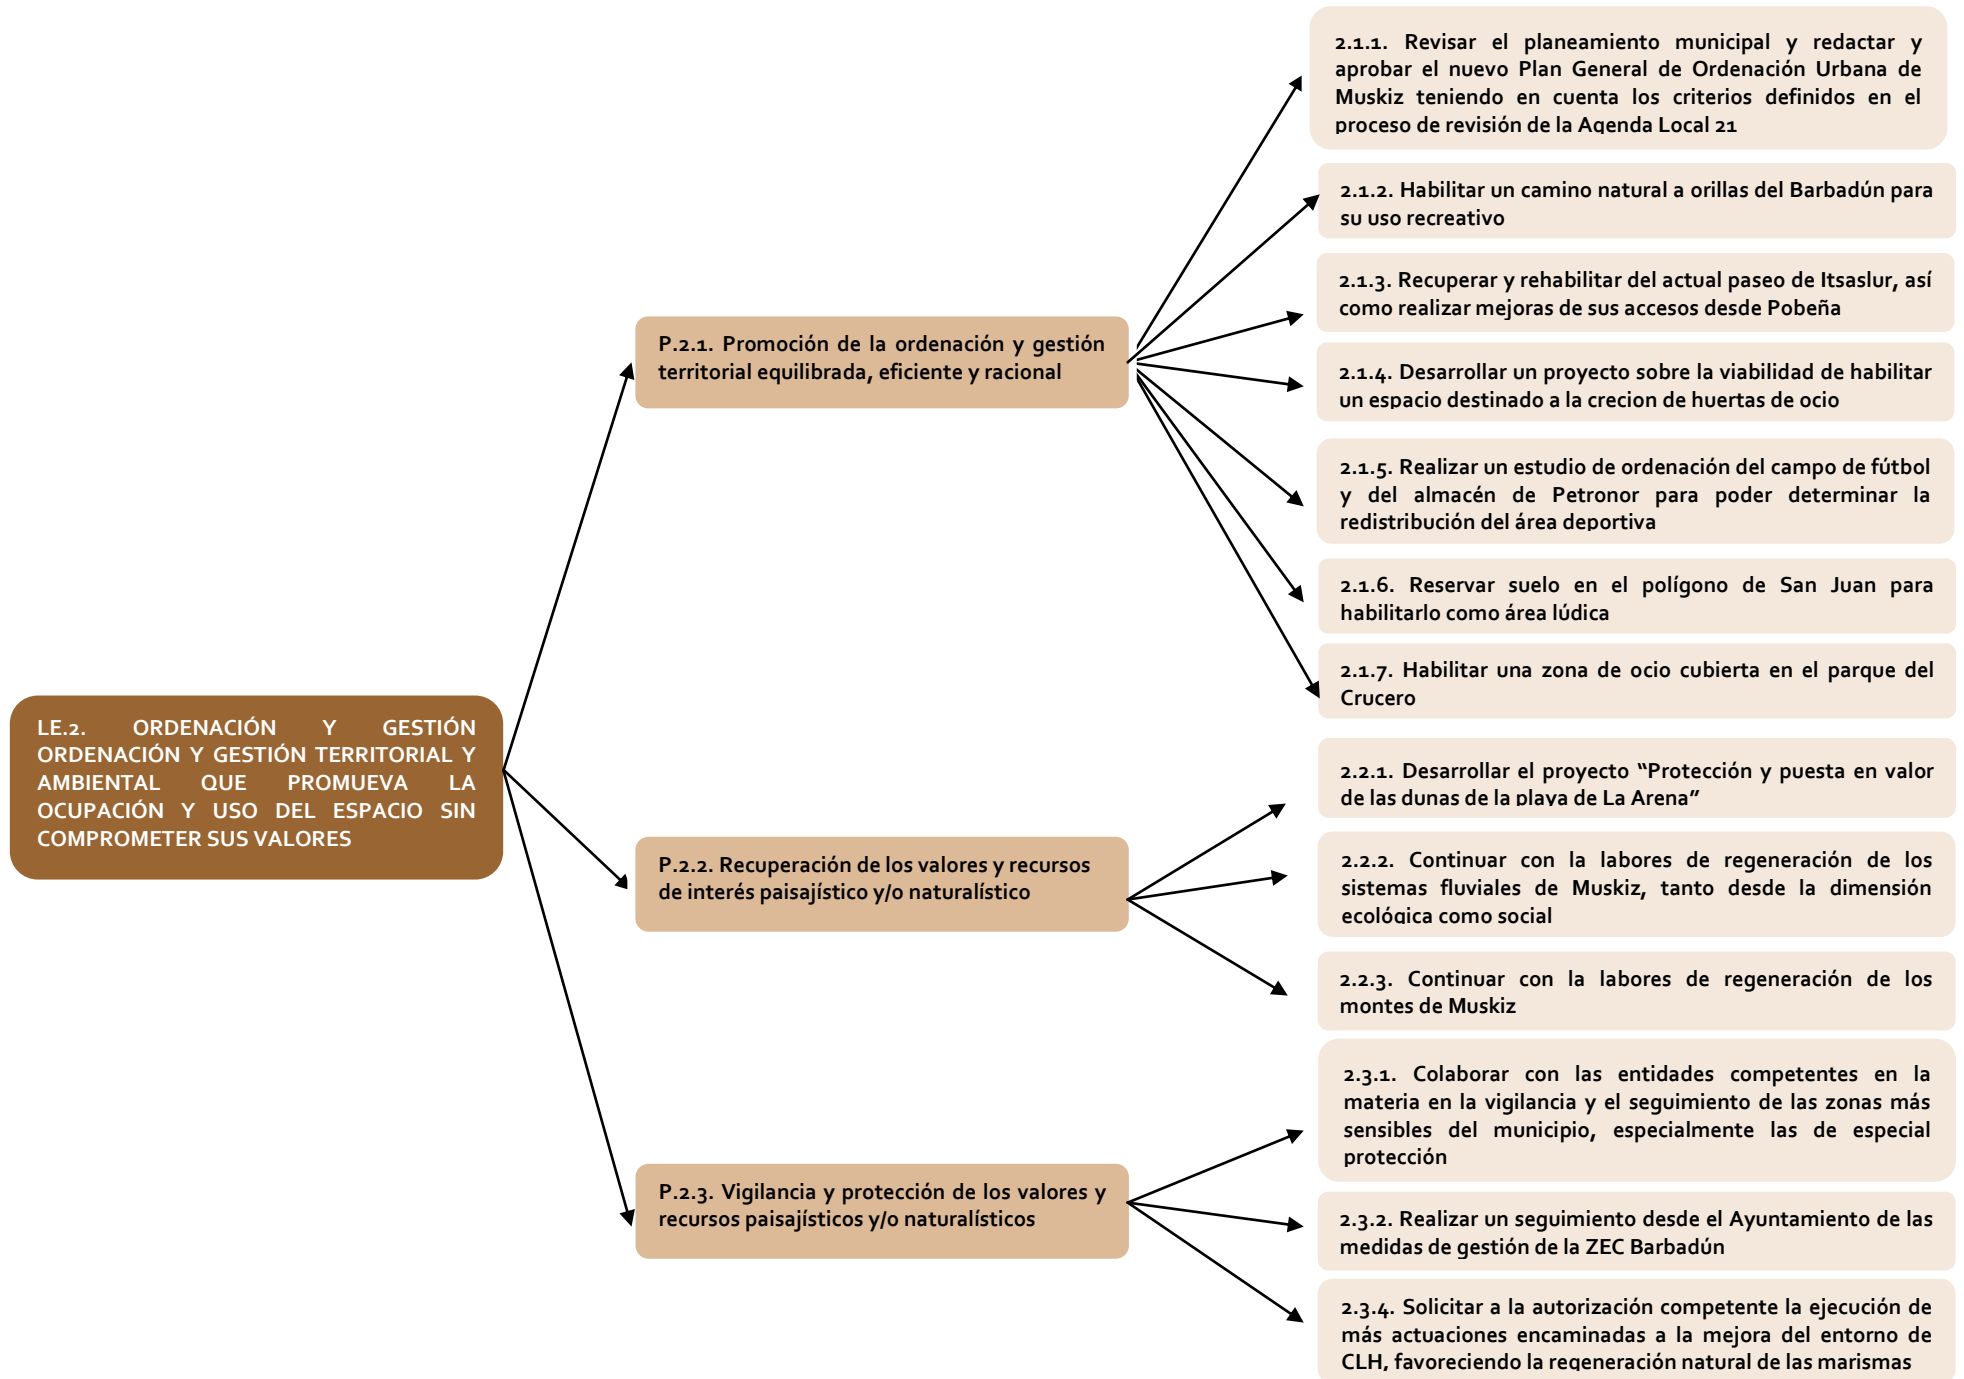 LE.2. ORDENACIÓN Y GESTIÓN
ORDENACIÓN Y GESTIÓN TERRITORIAL Y
AMBIENTAL QUE PROMUEVA LA
OCUPACIÓN Y USO DEL ESPACIO SIN
COMPROMETER SUS VALORES
P.2.1. Promoción de la ordenación y gestión
territorial equilibrada, eficiente y racional
2.1.1. Revisar el planeamiento municipal y redactar y
aprobar el nuevo Plan General de Ordenación Urbana de
Muskiz teniendo en cuenta los criterios definidos en el
proceso de revisión de la Agenda Local 21
2.1.2. Habilitar un camino natural a orillas del Barbadún para
su uso recreativo
2.1.3. Recuperar y rehabilitar del actual paseo de Itsaslur, así
como realizar mejoras de sus accesos desde Pobeña
2.1.4. Desarrollar un proyecto sobre la viabilidad de habilitar
un espacio destinado a la crecion de huertas de ocio
2.1.5. Realizar un estudio de ordenación del campo de fútbol
y del almacén de Petronor para poder determinar la
redistribución del área deportiva
2.1.6. Reservar suelo en el polígono de San Juan para
habilitarlo como área lúdica
2.1.7. Habilitar una zona de ocio cubierta en el parque del
Crucero
P.2.2. Recuperación de los valores y recursos
de interés paisajístico y/o naturalístico
2.2.1. Desarrollar el proyecto “Protección y puesta en valor
de las dunas de la playa de La Arena”
2.2.2. Continuar con la labores de regeneración de los
sistemas fluviales de Muskiz, tanto desde la dimensión
ecológica como social
2.2.3. Continuar con la labores de regeneración de los
montes de Muskiz
P.2.3. Vigilancia y protección de los valores y
recursos paisajísticos y/o naturalísticos
2.3.1. Colaborar con las entidades competentes en la
materia en la vigilancia y el seguimiento de las zonas más
sensibles del municipio, especialmente las de especial
protección
2.3.2. Realizar un seguimiento desde el Ayuntamiento de las
medidas de gestión de la ZEC Barbadún
2.3.4. Solicitar a la autorización competente la ejecución de
más actuaciones encaminadas a la mejora del entorno de
CLH, favoreciendo la regeneración natural de las marismas